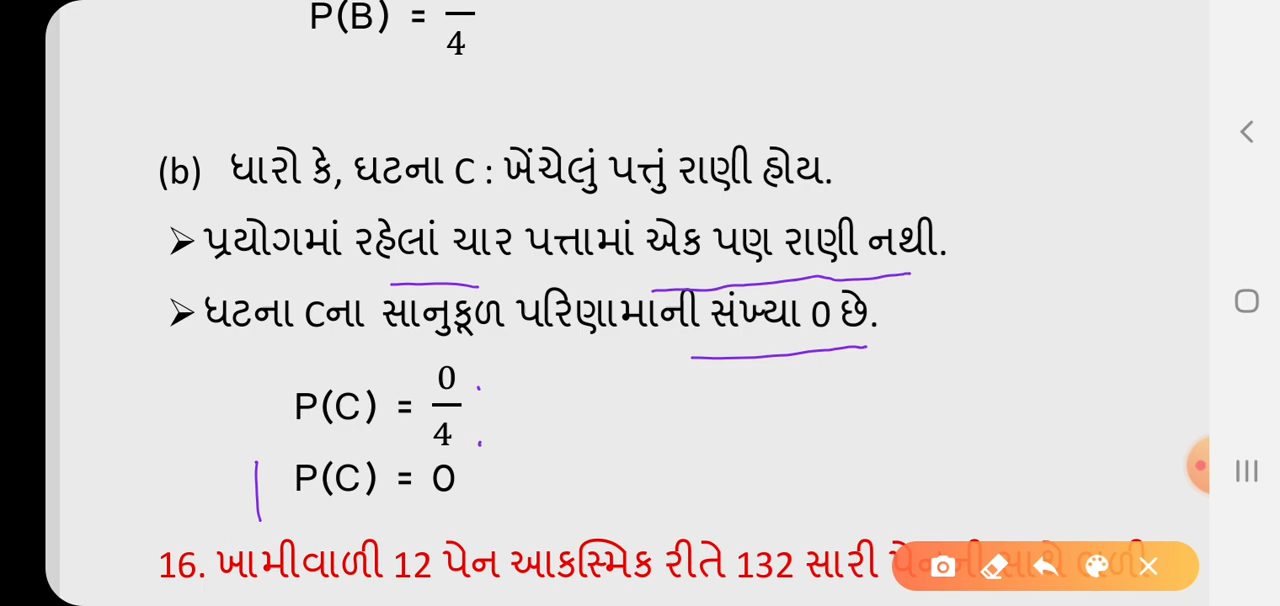 P(B) = — 4
(b) ધારો કે, ઘટના C : ખેંચેલું પત્તું રાણી હોય.
➢ પ્રયોગમાં રહેલાં ચાર પત્તામાં એક પણ રાણી નથી.
➢ ઘટના Cના સાનુકૂળ પરિણામાની સંખ્યા 0 છે.
P(C) = 0/4
P(C) = 0
16. ખામીવાળી 12 પેન આકસ્મિક રીતે 132 સારી